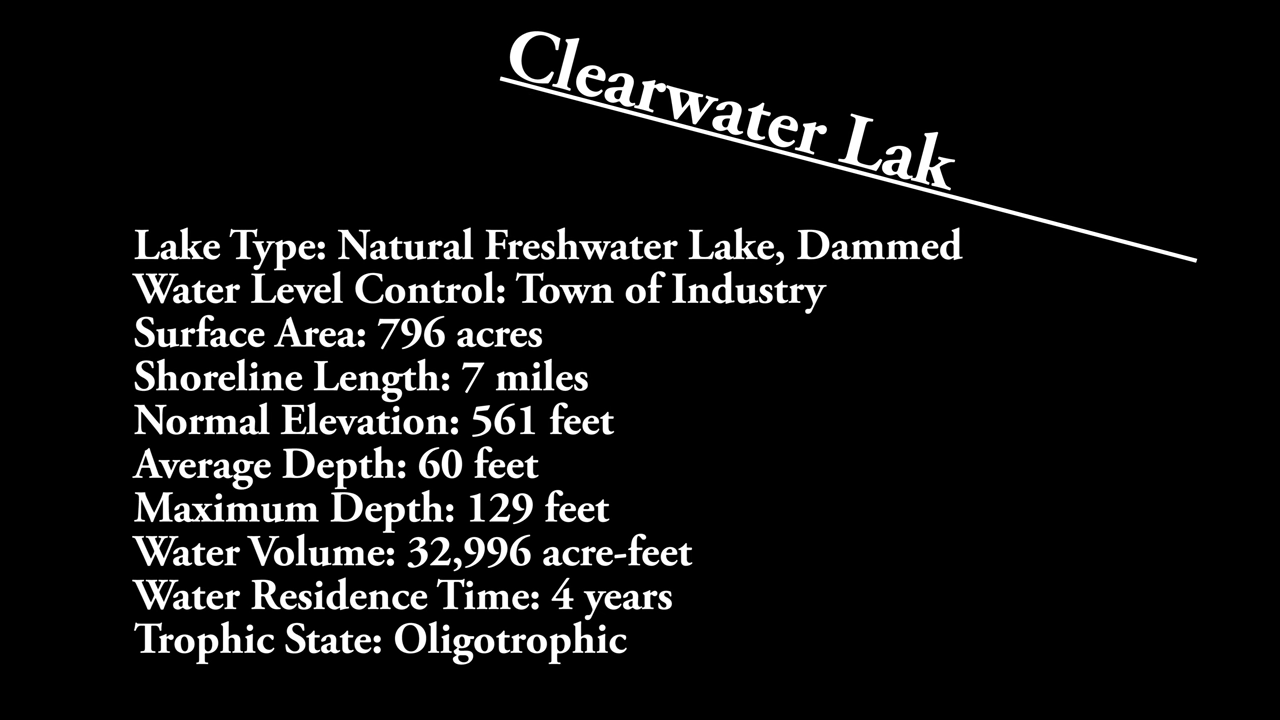 Clearwater Lak
Lake Type: Natural Freshwater Lake, Dammed
Water Level Control: Town of Industry
Surface Area: 796 acres
Shoreline Length: 7 miles
Normal Elevation: 561 feet
Average Depth: 60 feet
Maximum Depth: 129 feet
Water Volume: 32,996 acre-feet
Water Residence Time: 4 years
Trophic State: Oligotrophic